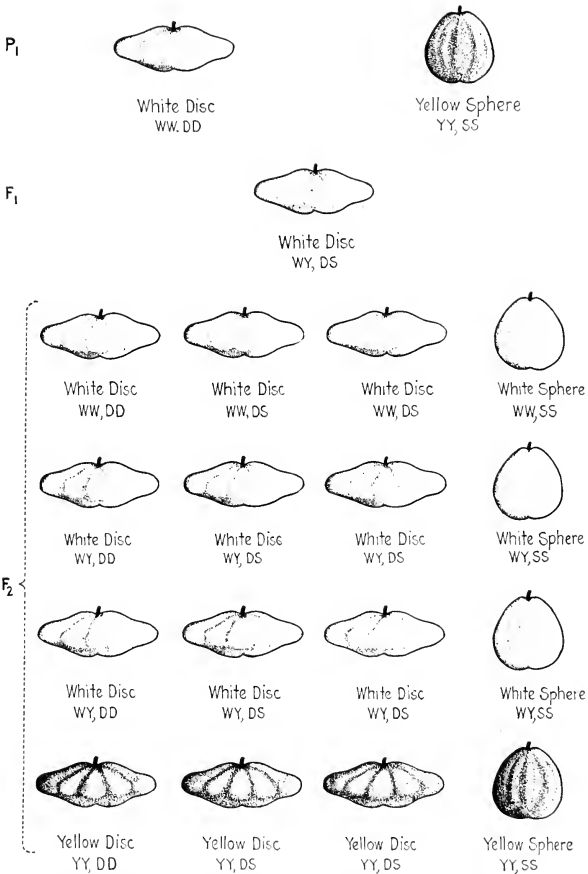 P1
White Disc
WW. DD
Yellow Sphere
YY, SS
F1
White Disc
WY, DS
F2
White Disc
WW, DD
White Disc
WW, DS
White Disc
WW, DS
White Sphere
WW, SS
White Disc
WY, DD
White Disc
WY, DS
White Disc
WY, DS
White Sphere
WY, SS
White Disc
WY, DD
White Disc
WY, DS
White Disc
WY, DS
White Sphere
WY, SS
Yellow Disc
YY, DD
Yellow Disc
YY, DS
Yellow Disc
YY, DS
Yellow Sphere
YY, SS